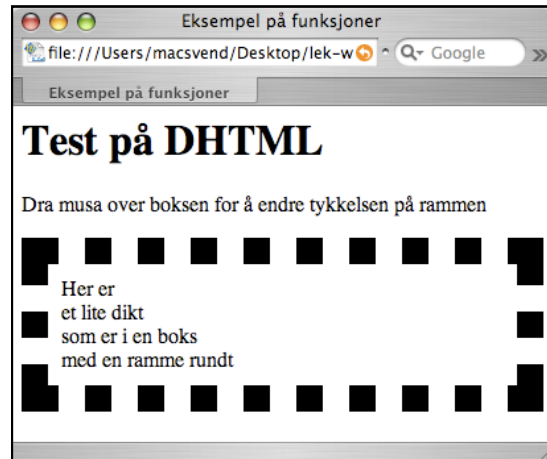 Eksempel på funksjoner
file:///Users/macsvend/Desktop/lek-w
Google
Eksempel på funksjoner
Test på DHTML
Dra musa over boksen for å endre tykkelsen på rammen
Her er
et lite dikt
som er i en boks
med en ramme rundt